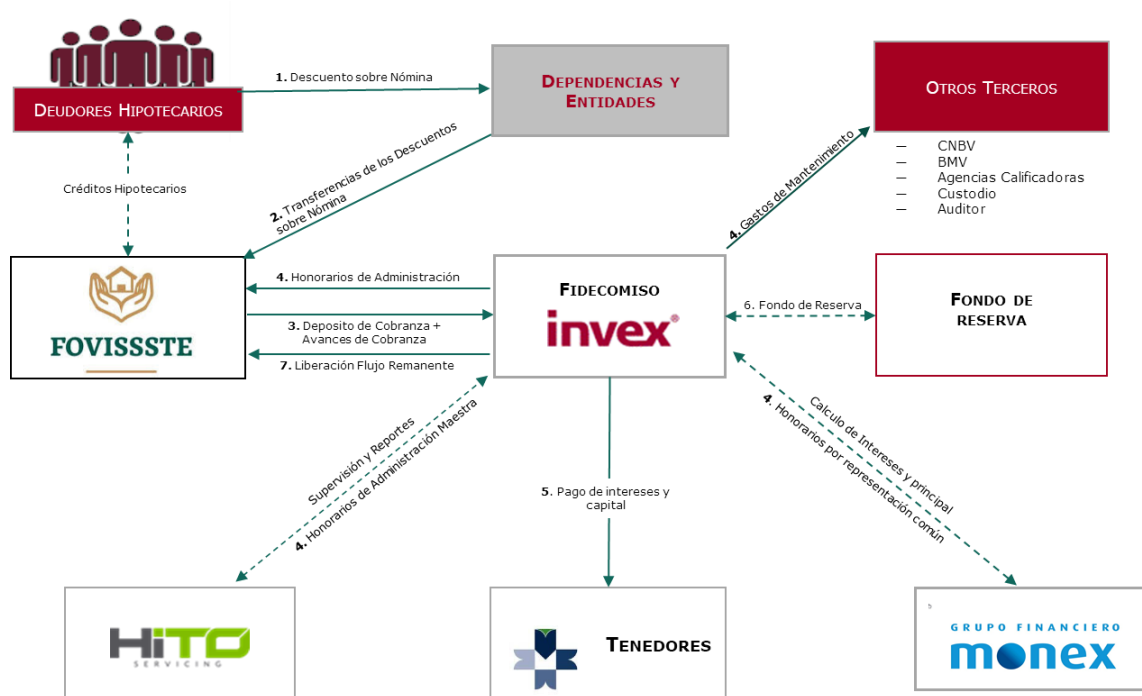 1. Descuento sobre Nómina
DEUDORES HIPOTECARIOS
DEPENDENCIAS Y
ENTIDADES
OTROS TERCEROS
— CNBV
— BMV
— Agencias Calificadoras
— Custodio
— Auditor
Créditos Hipotecarios
2. Transferencias de los Descuentos
sobre Nómina
4. Gastos de Mantenimiento
FOVISSSTE
4. Honorarios de Administración
3. Deposito de Cobranza +
Avances de Cobranza
7. Liberación Flujo Remanente
FIDECOMISO
invex®
6. Fondo de Reserva
FONDO DE
RESERVA
Supervisión y Reportes
4. Honorarios de Administración Maestra
5. Pago de intereses y
capital
Calculo de Intereses y principal
4. Honorarios por representación común
HiTO
SERVICING
TENEDORES
GRUPO FINANCIERO
monex